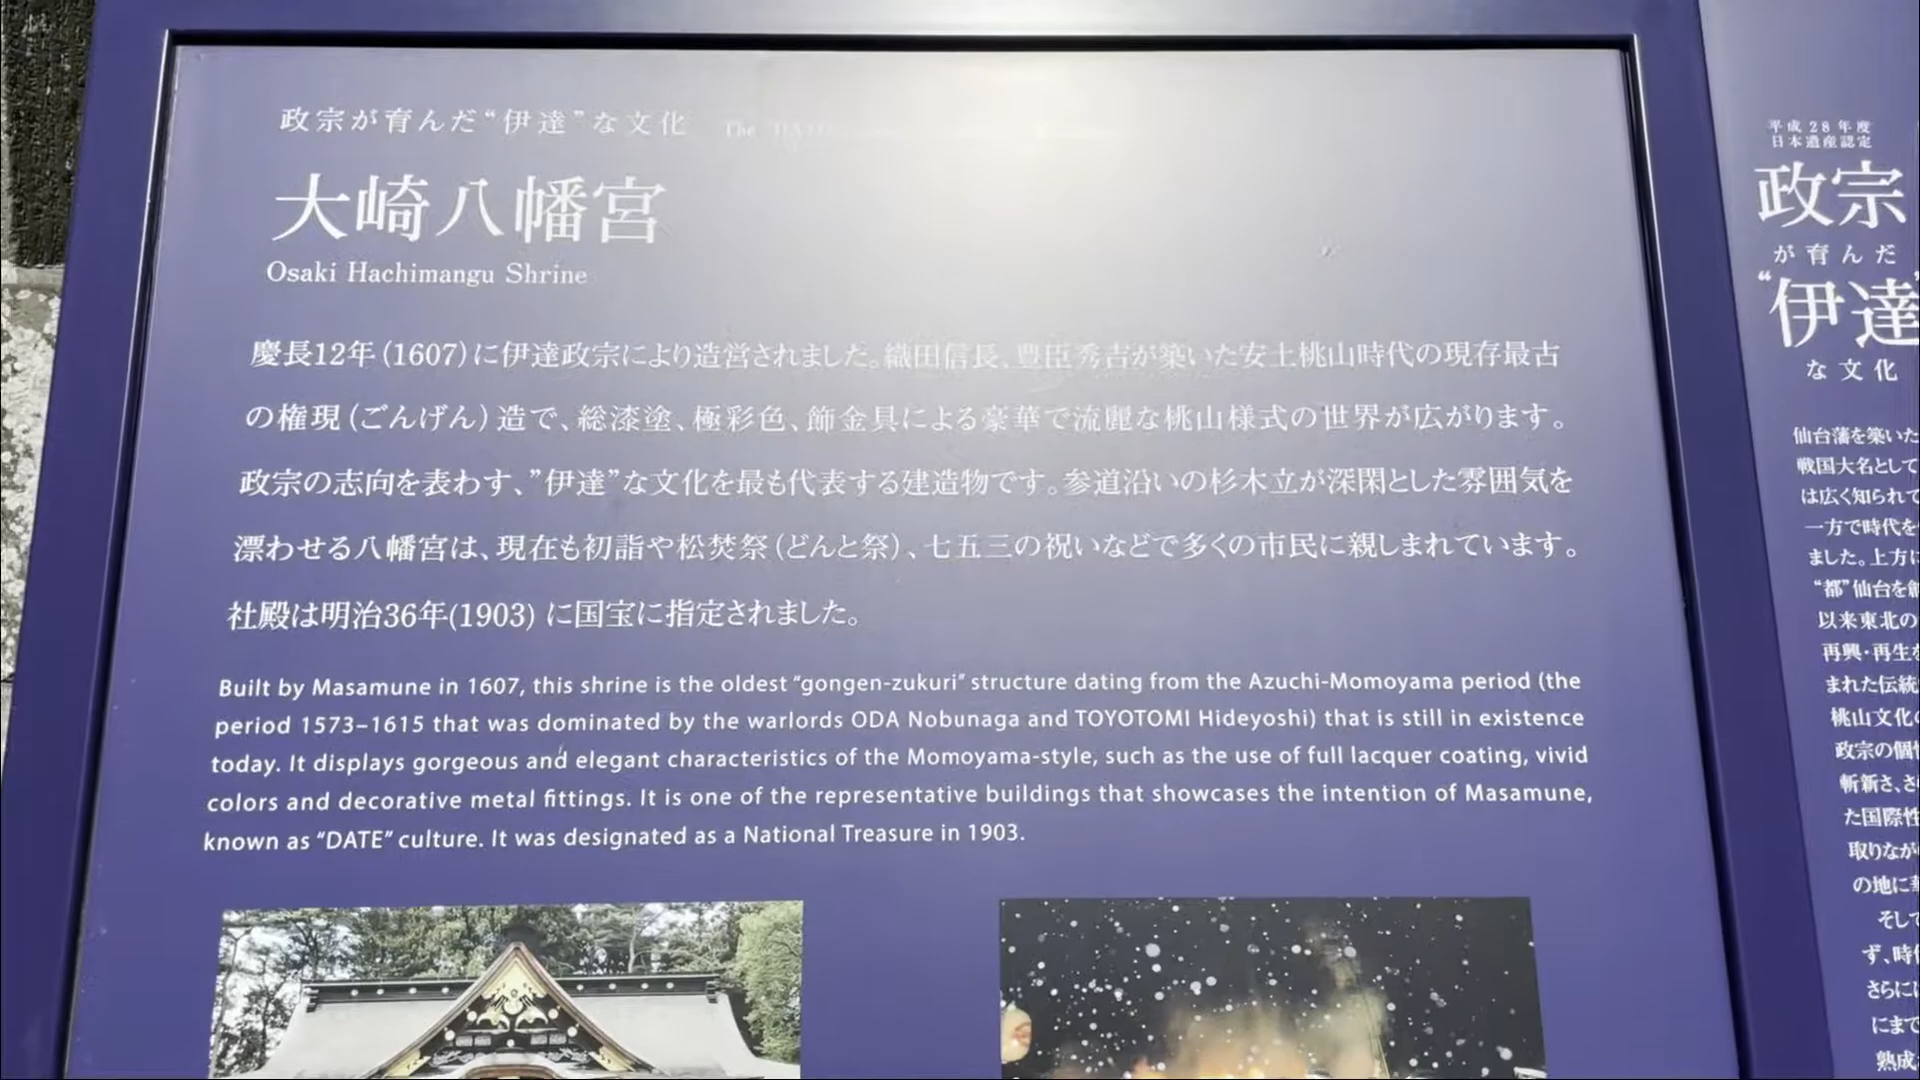 政宗が育んだ“伊達”な文化 The "DATE"
大崎八幡宮
Osaki Hachimangu Shrine
慶長12年(1607)に伊達政宗により造営されました。織田信長、豊臣秀吉が築いた安土桃山時代の現存最古
の権現(ごんげん)造で、総漆塗、極彩色、飾金具による豪華で流麗な桃山様式の世界が広がります。
政宗の志向を表わす、”伊達”な文化を最も代表する建造物です。参道沿いの杉木立が深閑とした雰囲気を
漂わせる八幡宮は、現在も初詣や松焚祭(どんと祭)、七五三の祝いなどで多くの市民に親しまれています。
社殿は明治36年(1903) に国宝に指定されました。
Built by Masamune in 1607, this shrine is the oldest “gongen-zukuri” structure dating from the Azuchi-Momoyama period (the
period 1573–1615 that was dominated by the warlords ODA Nobunaga and TOYOTOMI Hideyoshi) that is still in existence
today. It displays gorgeous and elegant characteristics of the Momoyama-style, such as the use of full lacquer coating, vivid
colors and decorative metal fittings. It is one of the representative buildings that showcases the intention of Masamune,
known as “DATE” culture. It was designated as a National Treasure in 1903.
平成28年度
日本遺産認定
政宗
が育んだ
“伊達”
な文化
仙台藩を築いた
戦国大名として
は広く知られて
一方で時代を
ました。上方に
“都”仙台を創
以来東北の
再興・再生を
まれた伝統
桃山文化の
政宗の個性
斬新さ、さ
た国際性
取りなが
の地に
そして
ず、時代
さらに
にまで
熟成